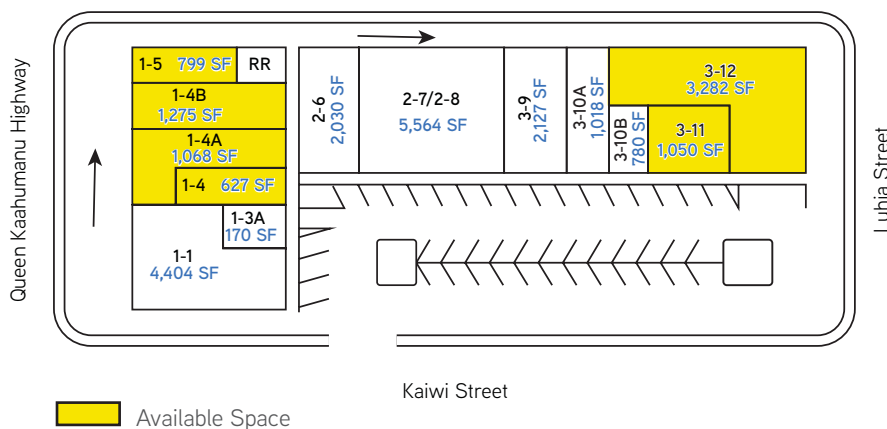 Queen Kaahumanu Highway
1-5 799 SF
RR
1-4B
1,275 SF
1-4A
1,068 SF
1-4 627 SF
1-3A
170 SF
1-1
4,404 SF
2-6
2,030 SF
2-7/2-8
5,564 SF
3-9
2,127 SF
3-10A
1,018 SF
3-10B
780 SF
3-12
3,282 SF
3-11
1,050 SF
Luhia Street
Kaiwi Street
Available Space